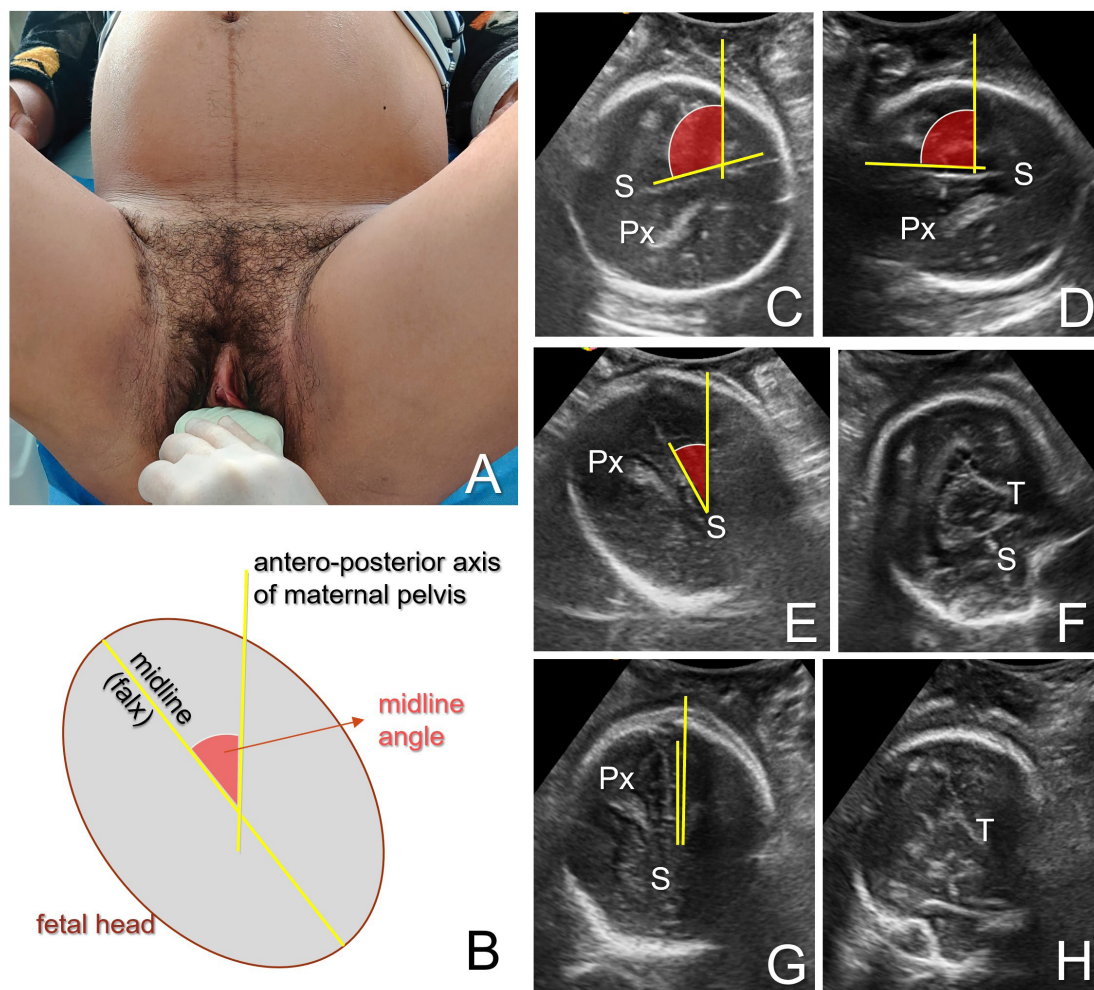 A
antero-posterior axis
of maternal pelvis
midline
(falx)
midline
angle
fetal head
B
S
Px
C
S
Px
D
Px
S
E
T
S
F
Px
S
G
T
H